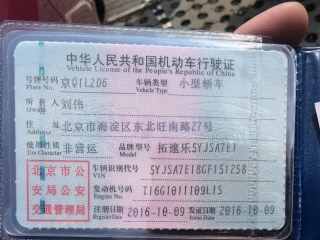 中华人民共和国机动车行驶证
Vehicle License of the People's Republic of China
号牌号码 京Q1L2D6 车辆类型 小型轿车
Plate No. Vehicle Type
所有人 刘伟
Owner
住址 北京市海淀区东北旺南路27号
Address
使用性质 非营运 品牌型号 拓速乐5YJSA7E1
Use Character
北京市公
安局公安
交通管理局
车辆识别代号 5YJSA7E18GF151258
VIN
发动机号码 T16G1011109L1S
Engine No.
注册日期 2016-10-09 发证日期 2016-10-09
Register Date Issue Date